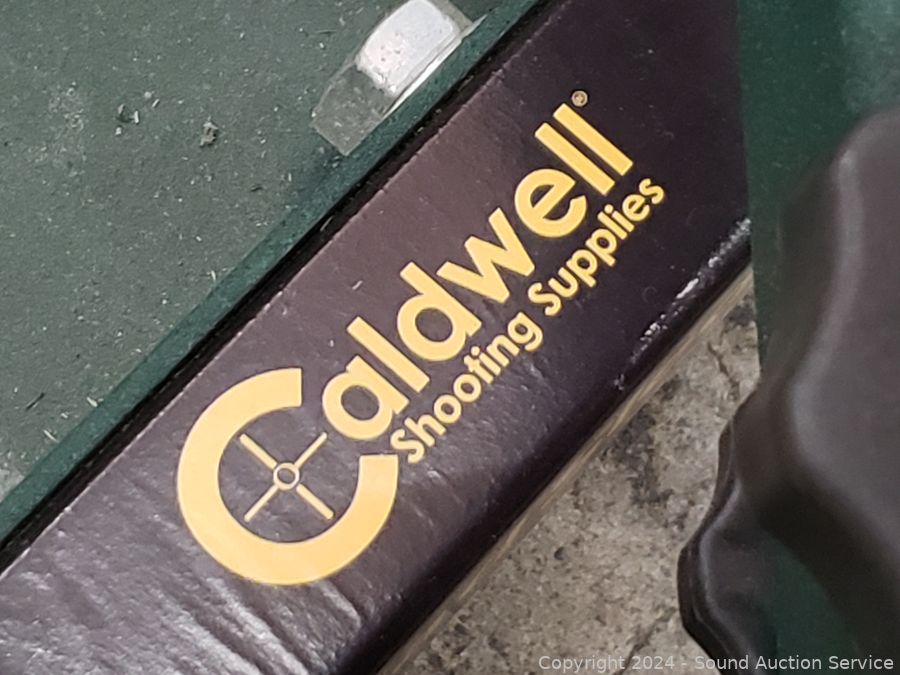 Caldwell®
Shooting Supplies
Copyright 2024 - Sound Auction Service